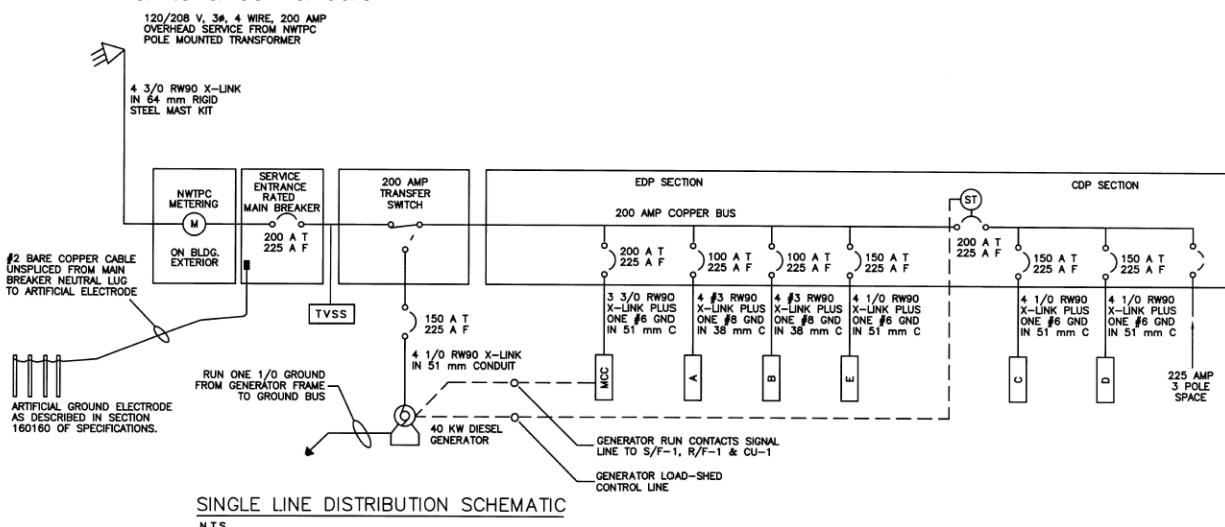 120/208 V, 3ø, 4 WIRE, 200 AMP
OVERHEAD SERVICE FROM NWTPC
POLE MOUNTED TRANSFORMER
4 3/0 RW90 X-LINK
IN 64 mm RIGID
STEEL MAST KIT
NWTPC
METERING
M
ON BLDG.
EXTERIOR
SERVICE
ENTRANCE
RATED
MAIN BREAKER
200 A T
225 A F
200 AMP
TRANSFER
SWITCH
EDP SECTION
200 AMP COPPER BUS
ST
CDP SECTION
200 A T
225 A F
200 A T
225 A F
100 A T
225 A F
100 A T
225 A F
150 A T
225 A F
150 A T
225 A F
150 A T
225 A F
#2 BARE COPPER CABLE
UNSPLICED FROM MAIN
BREAKER NEUTRAL LUG
TO ARTIFICIAL ELECTRODE
TVSS
150 A T
225 A F
3 3/0 RW90
X-LINK PLUS
ONE #6 GND
IN 51 mm C
4 #3 RW90
X-LINK PLUS
ONE #8 GND
IN 38 mm C
4 #3 RW90
X-LINK PLUS
ONE #8 GND
IN 38 mm C
4 1/0 RW90
X-LINK PLUS
ONE #6 GND
IN 51 mm C
4 1/0 RW90
X-LINK PLUS
ONE #6 GND
IN 51 mm C
4 1/0 RW90
X-LINK PLUS
ONE #6 GND
IN 51 mm C
MCC
A
B
E
C
D
225 AMP
3 POLE
SPACE
4 1/0 RW90 X-LINK
IN 51 mm CONDUIT
RUN ONE 1/0 GROUND
FROM GENERATOR FRAME
TO GROUND BUS
ARTIFICIAL GROUND ELECTRODE
AS DESCRIBED IN SECTION
160160 OF SPECIFICATIONS.
40 KW DIESEL
GENERATOR
GENERATOR RUN CONTACTS SIGNAL
LINE TO S/F-1, R/F-1 & CU-1
GENERATOR LOAD-SHED
CONTROL LINE
SINGLE LINE DISTRIBUTION SCHEMATIC
N.T.S.